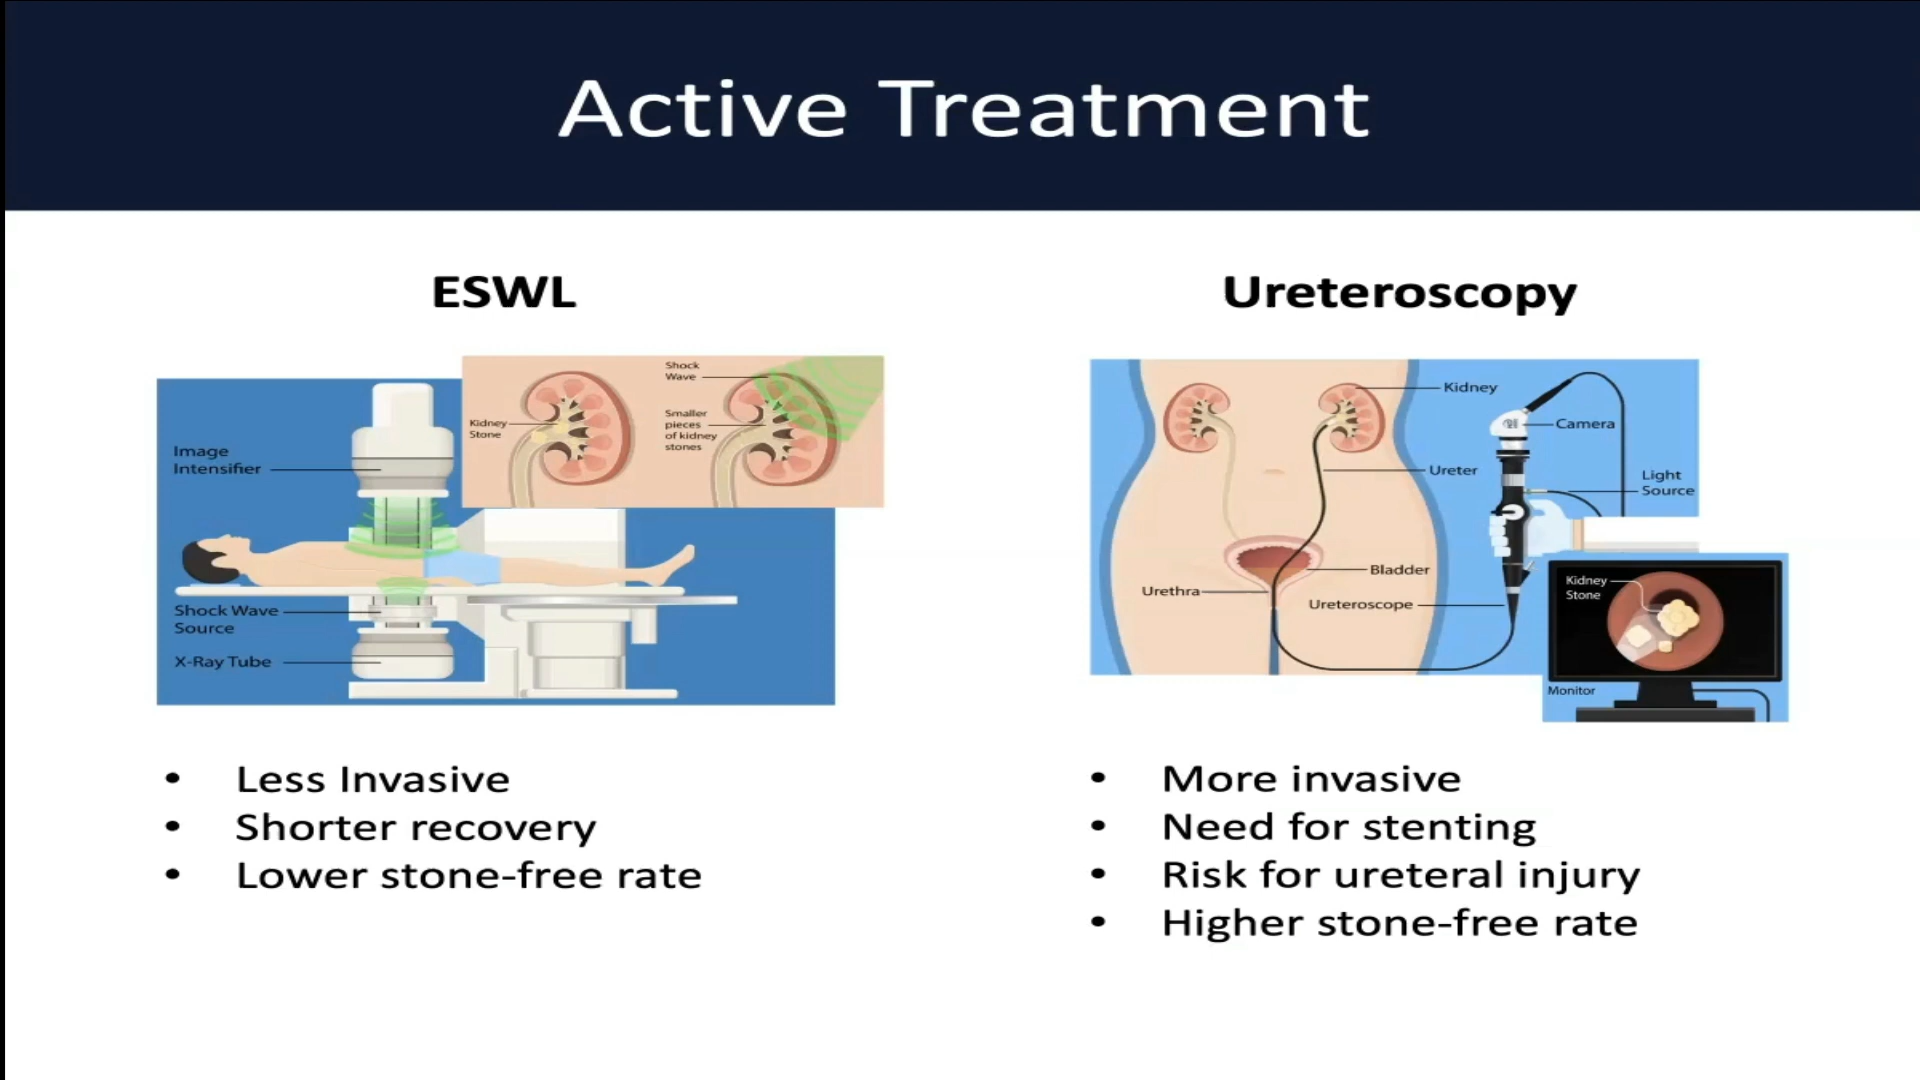 Active Treatment
ESWL
Image
Intensifier
Shock Wave
Source
X-Ray Tube
Kidney
Stone
Shock
Wave
Smaller
pieces
of kidney
stones
• Less Invasive
• Shorter recovery
• Lower stone-free rate
Ureteroscopy
Kidney
Camera
Ureter
Light
Source
Bladder
Urethra
Ureteroscope
Kidney
Stone
Monitor
• More invasive
• Need for stenting
• Risk for ureteral injury
• Higher stone-free rate